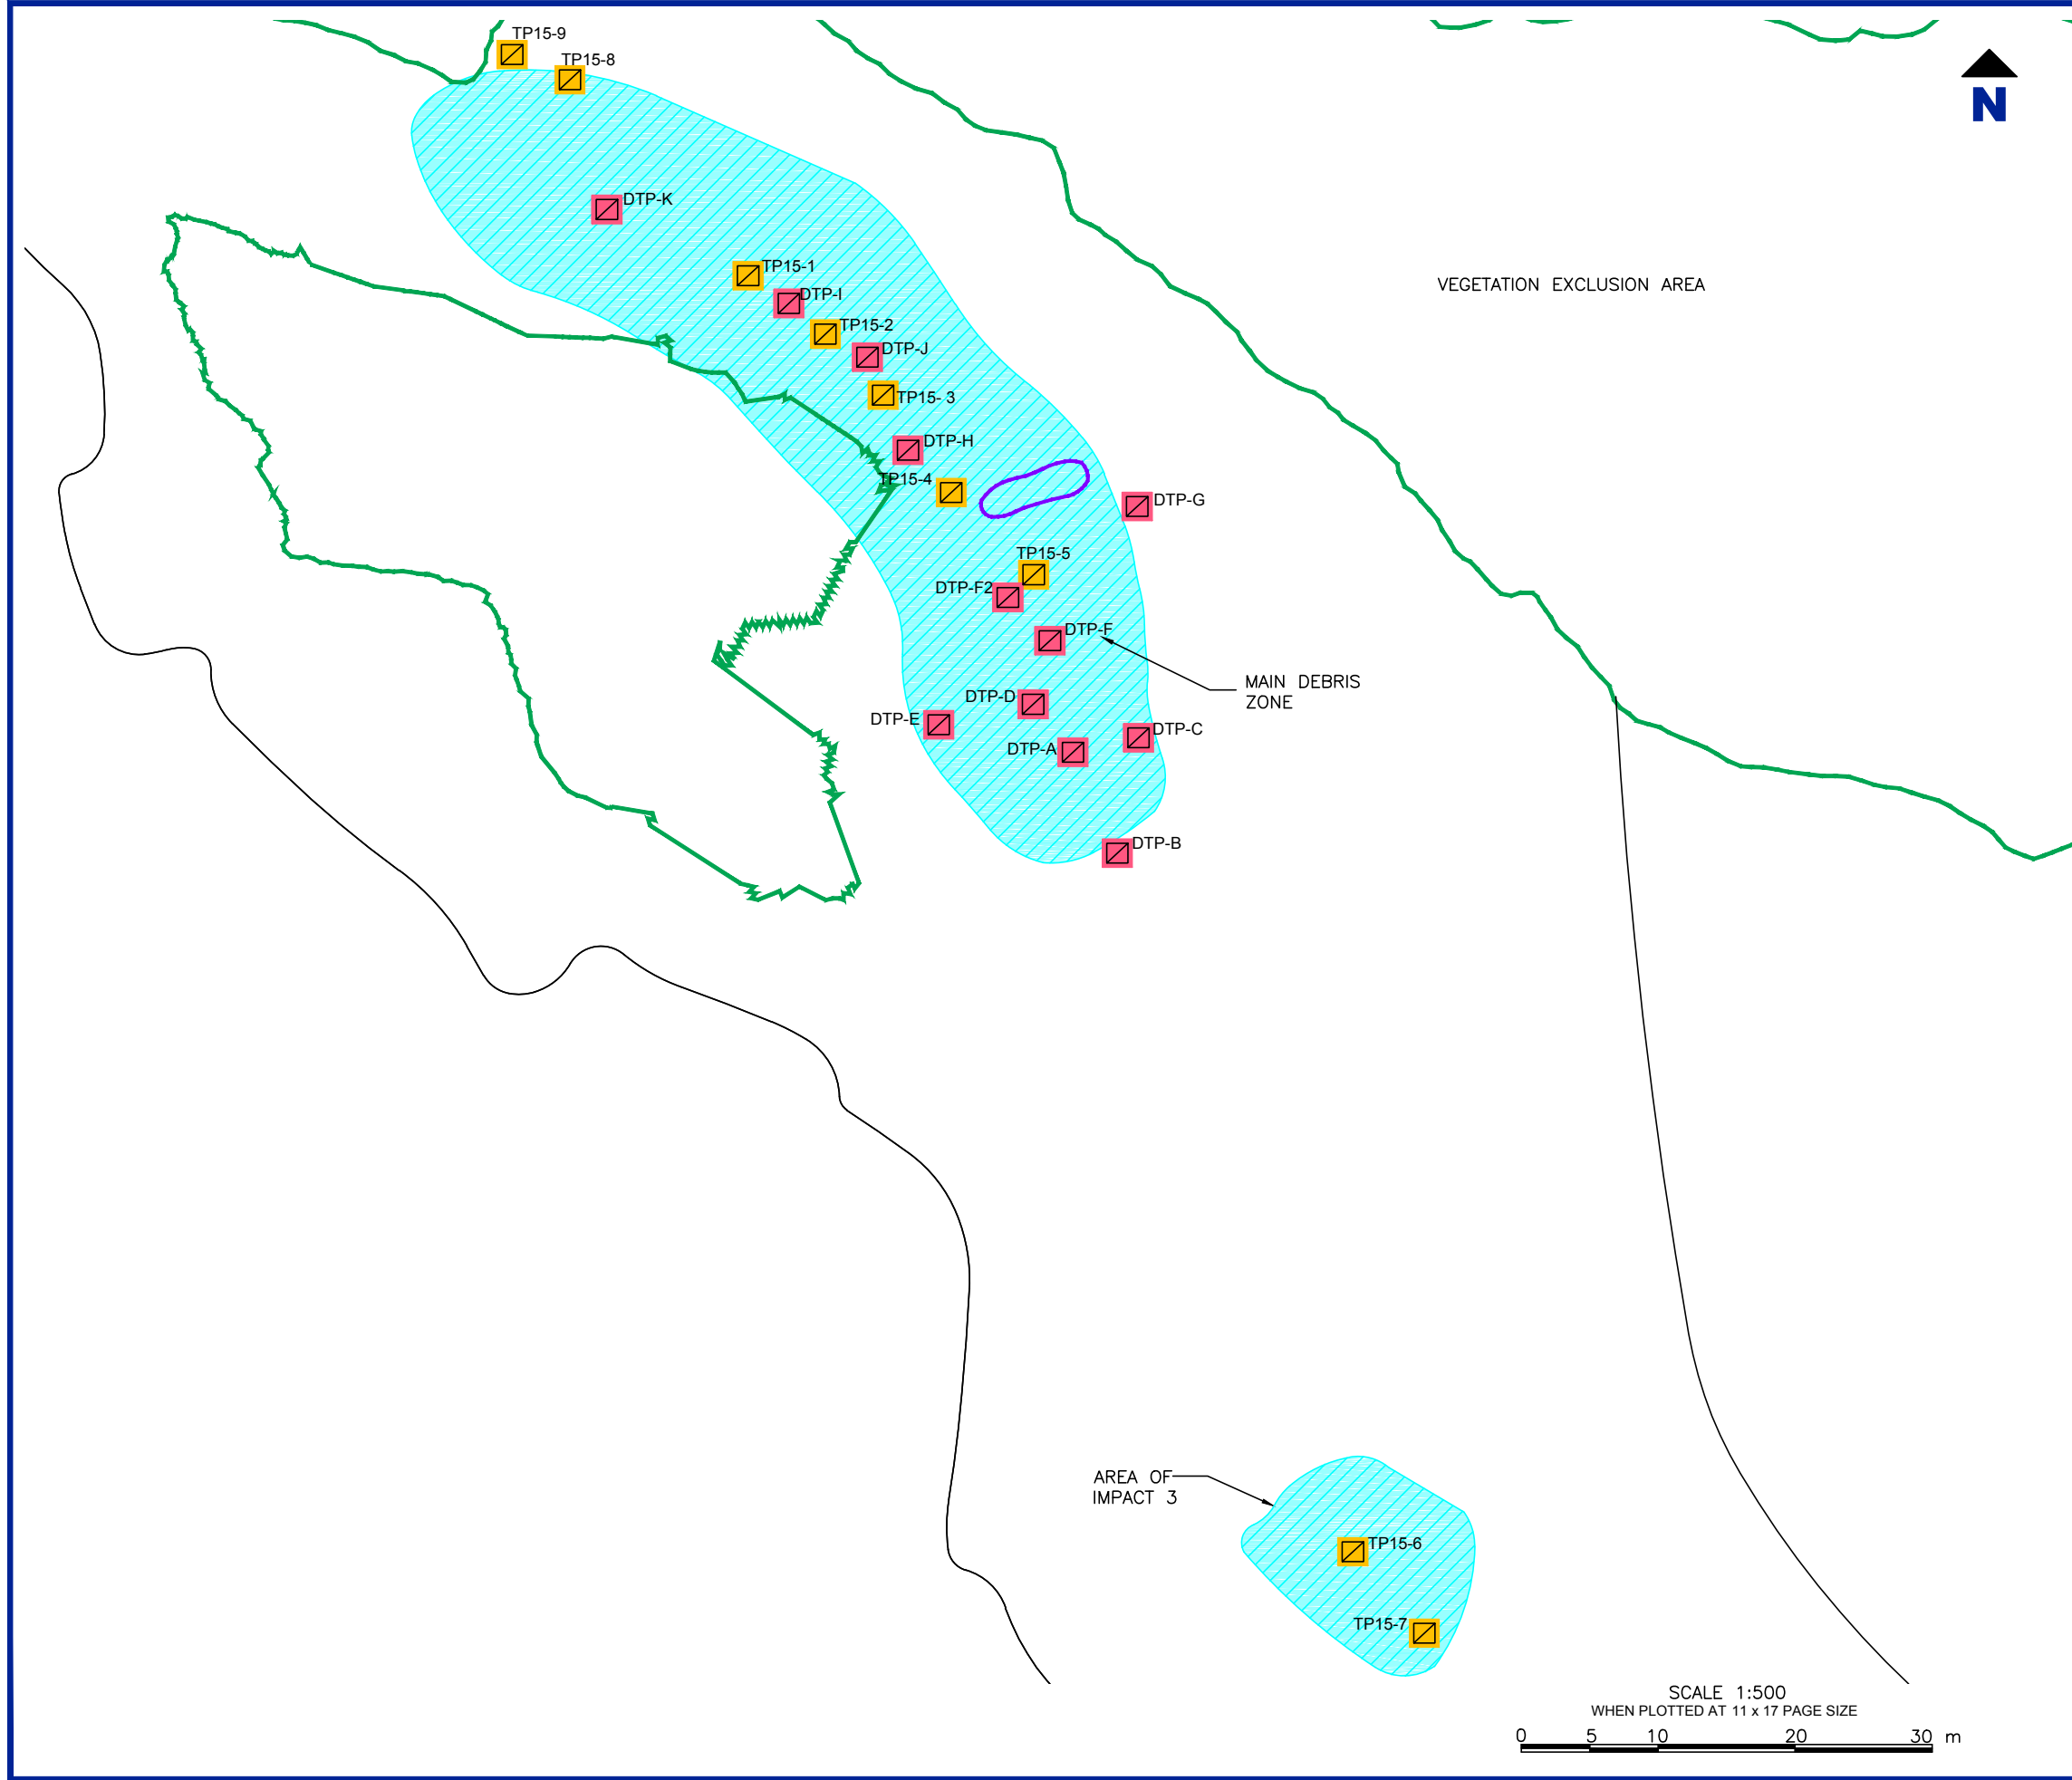 TP15-9
TP15-8
N
DTP-K
TP15-1
VEGETATION EXCLUSION AREA
DTP-I
TP15-2
DTP-J
TP15- 3
DTP-H
TP15-4
DTP-G
TP15-5
DTP-F2
DTP-F
MAIN DEBRIS
ZONE
DTP-D
DTP-E
DTP-C
DTP-A
DTP-B
AREA OF
IMPACT 3
TP15-6
TP15-7
SCALE 1:500
WHEN PLOTTED AT 11 x 17 PAGE SIZE
0 5 10 20 30 m